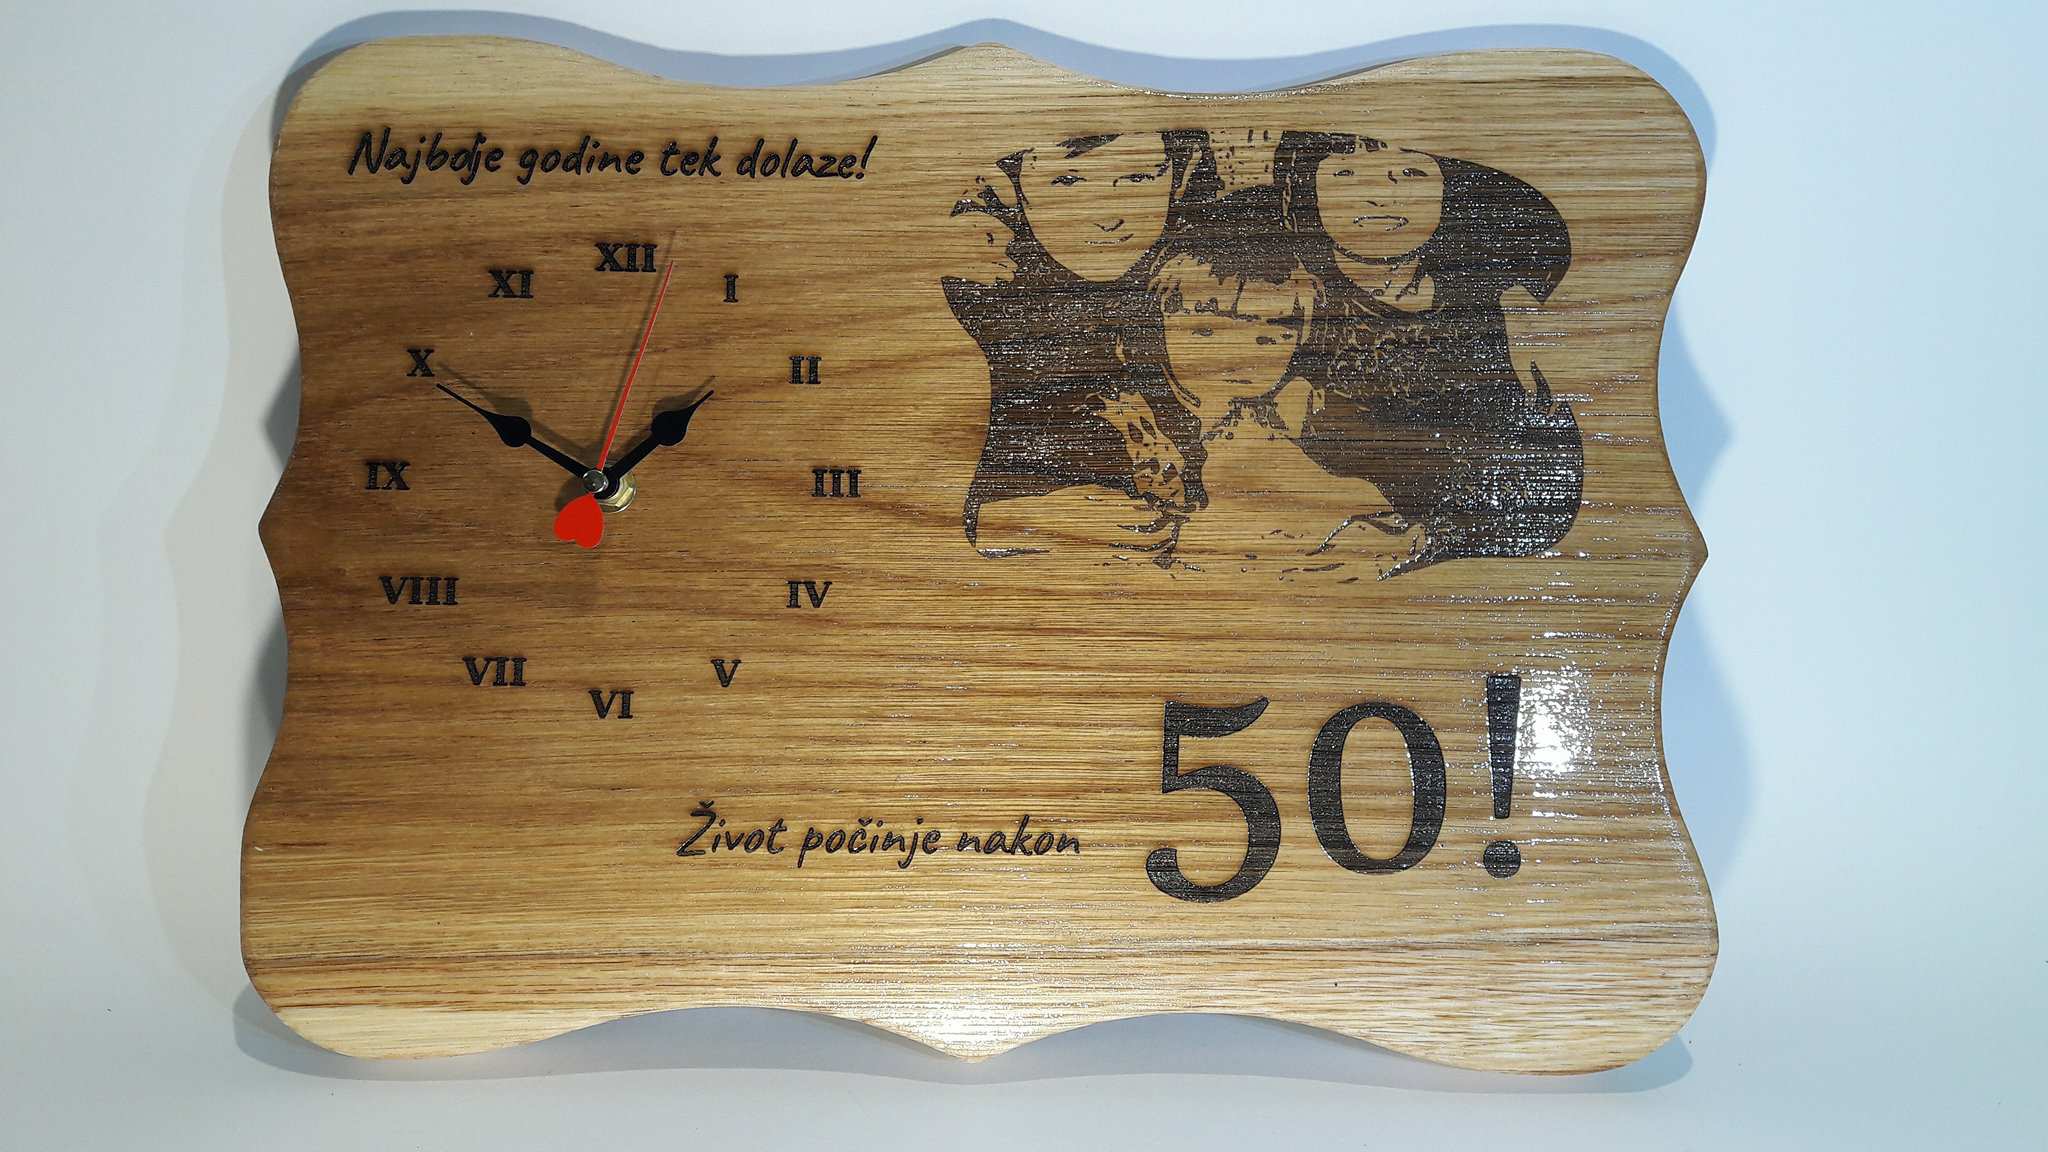 Najbolje godine tek dolaze!
XII
I
II
III
IV
V
VI
VII
VIII
IX
X
XI
Život počinje nakon 50!